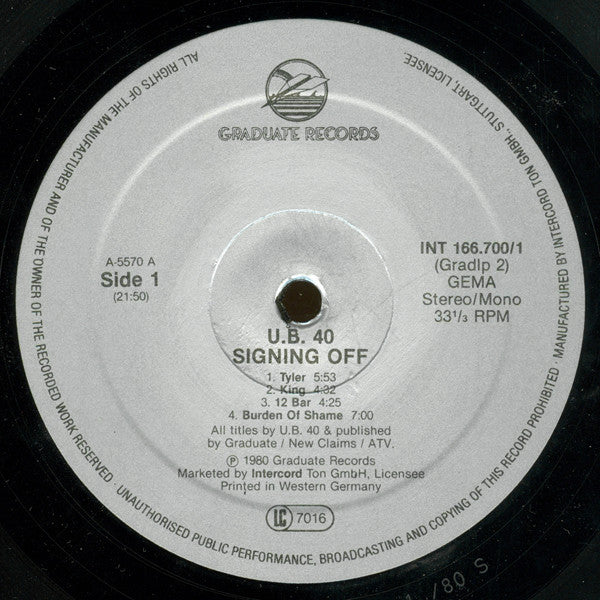 GRADUATE RECORDS
A-5570 A
Side 1
(21:50)
INT 166.700/1
(Gradlp 2)
GEMA
Stereo/Mono
33 1/3 RPM
U.B. 40
SIGNING OFF
1. Tyler 5:53
2. King 4:32
3. 12 Bar 4:25
4. Burden Of Shame 7:00
All titles by U.B. 40 & published
by Graduate / New Claims / ATV.
Ⓟ 1980 Graduate Records
Marketed by Intercord Ton GmbH, Licensee
Printed in Western Germany
LC 7016
ALL RIGHTS OF THE MANUFACTURER AND OF THE OWNER OF THE RECORDED WORK RESERVED · UNAUTHORISED PUBLIC PERFORMANCE, BROADCASTING AND COPYING OF THIS RECORD PROHIBITED · MANUFACTURED BY INTERCORD TON GMBH, STUTTGART, LICENSEE
/80 S